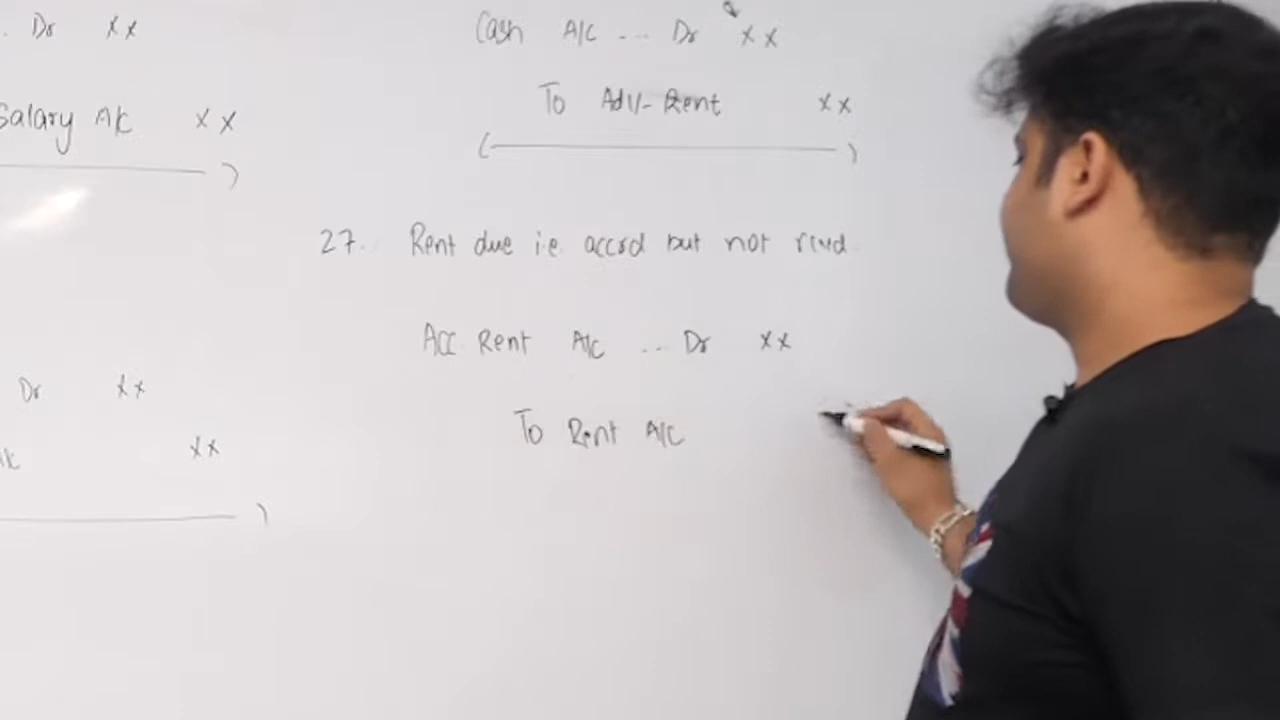 . Dr xx
Salary A/c xx
Dr xx
A/c xx
Cash A/c ... Dr xx
To Adv-Rent xx
27. Rent due i.e. accrd but not rcvd
Acc Rent A/c ... Dr xx
To Rent A/c